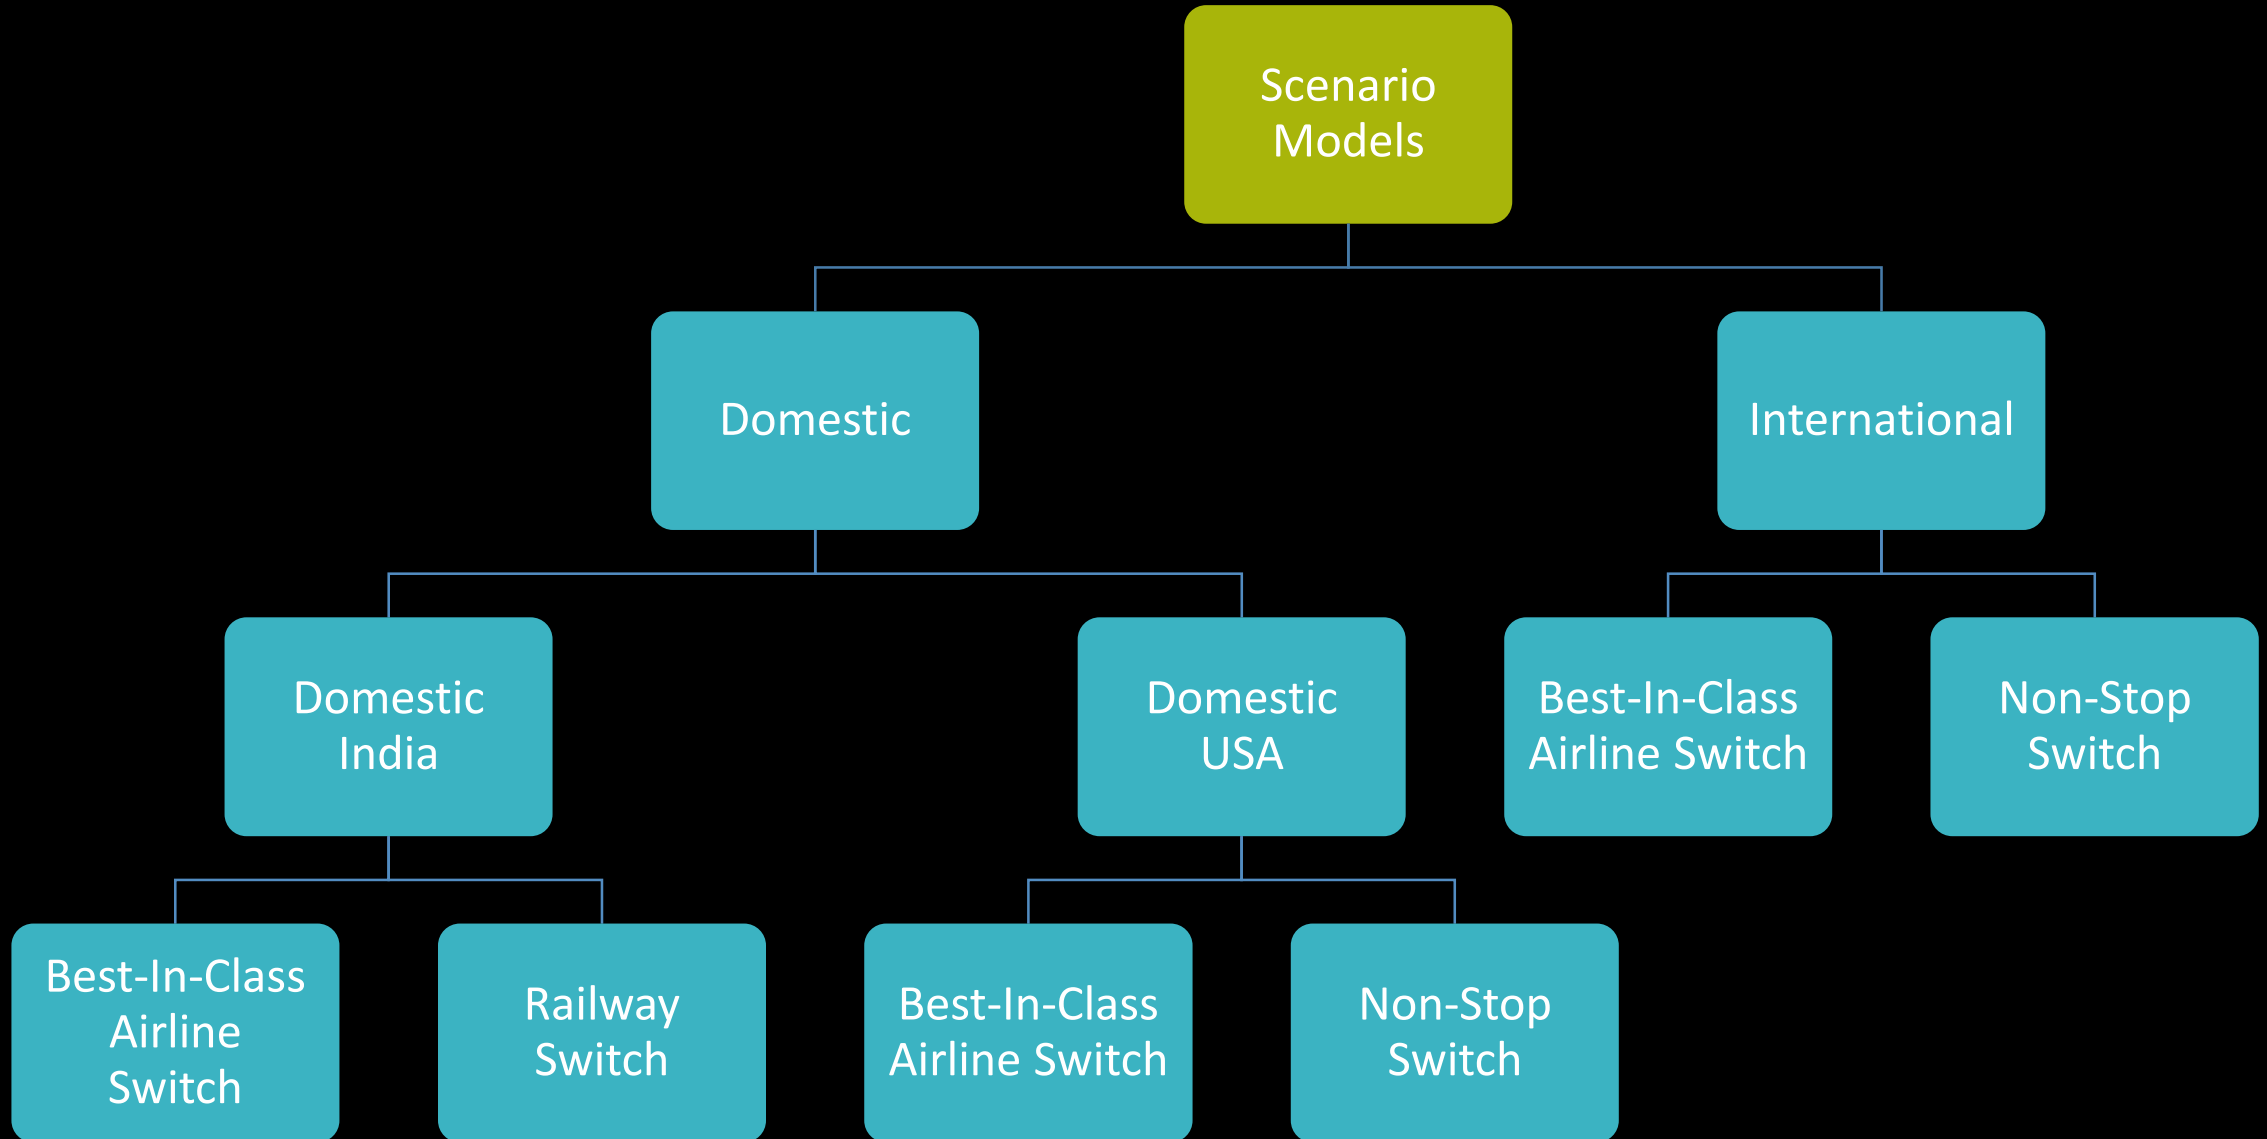 Scenario
Models
Domestic
International
Domestic
India
Domestic
USA
Best-In-Class
Airline Switch
Non-Stop
Switch
Best-In-Class
Airline
Switch
Railway
Switch
Best-In-Class
Airline Switch
Non-Stop
Switch